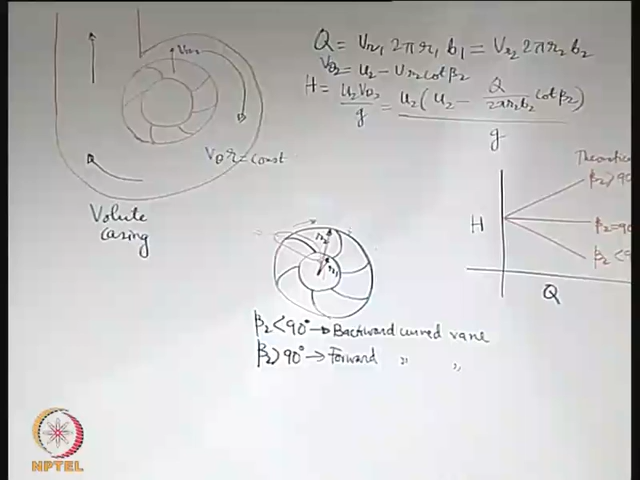 Q = Vr₁ 2πr₁ b₁ = Vr₂ 2πr₂ b₂
Vθ₂ = u₂ − Vr₂ cot β₂
H = u₂Vθ₂/g = u₂(u₂ − Q/2πr₂b₂ cot β₂)/g
Vr₂
Vθ r = const
Volute
casing
Theoretica
β₂>90
H
β₂=90
β₂<9
Q
r₂
r₁
β₂<90° → Backward curved vane
β₂>90° → Forward " "
NPTEL